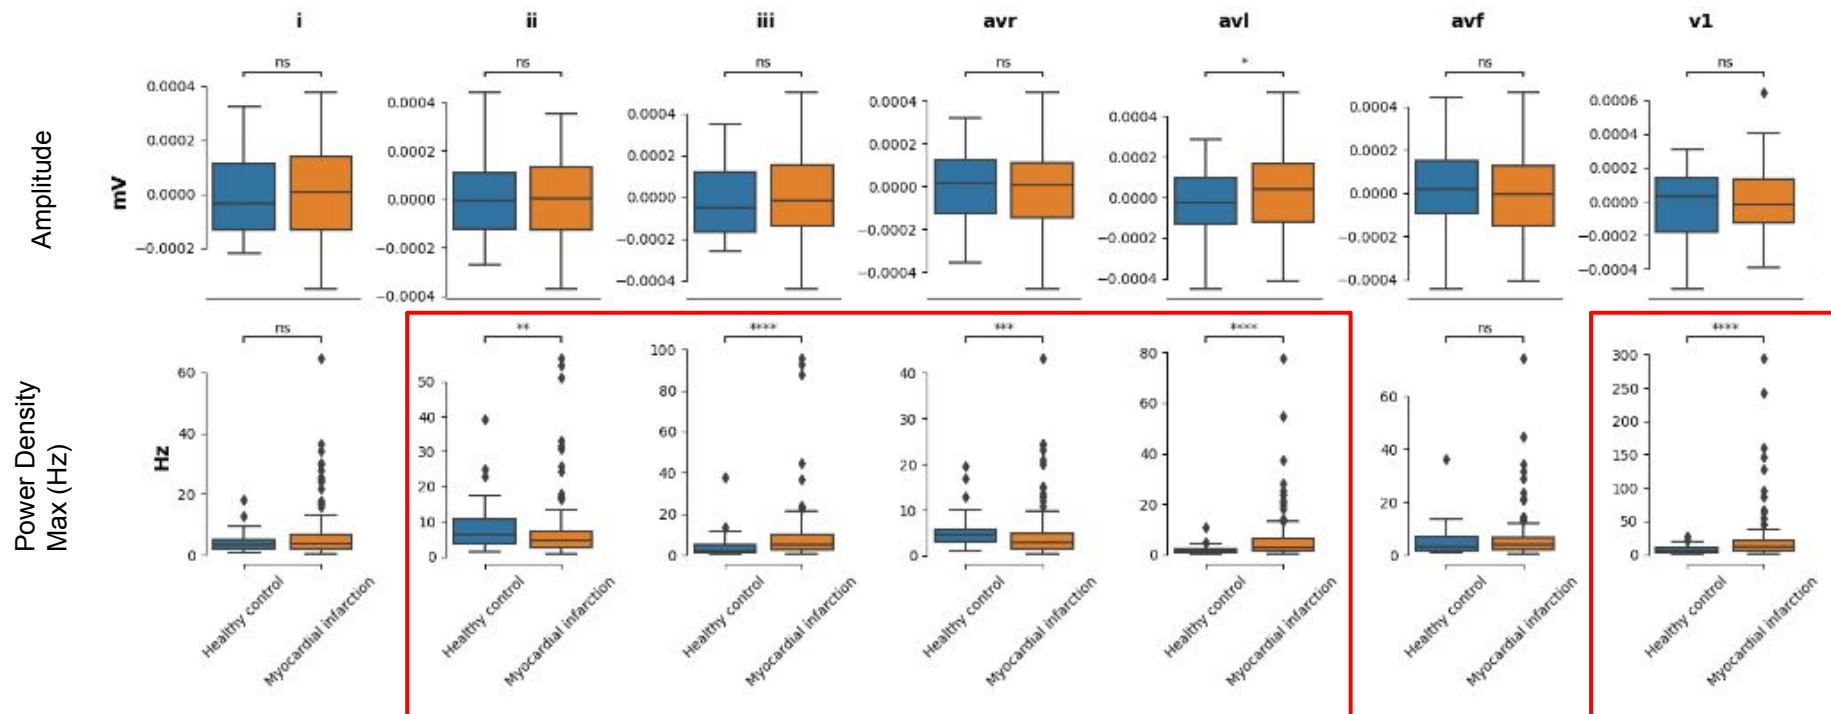 i ii iii avr avl avf v1
ns ns ns ns * ns ns
Amplitude
mV
0.0004 0.0002 0.0000 −0.0002
0.0004 0.0002 0.0000 −0.0002 −0.0004
0.0004 0.0002 0.0000 −0.0002 −0.0004
0.0004 0.0002 0.0000 −0.0002 −0.0004
0.0004 0.0002 0.0000 −0.0002 −0.0004
0.0004 0.0002 0.0000 −0.0002 −0.0004
0.0006 0.0004 0.0002 0.0000 −0.0002 −0.0004
ns ** **** *** **** ns ****
Power Density
Max (Hz)
Hz
60 40 20 0
50 40 30 20 10 0
100 80 60 40 20 0
40 30 20 10 0
80 60 40 20 0
60 40 20 0
300 250 200 150 100 50 0
Healthy control
Myocardial infarction
Healthy control
Myocardial infarction
Healthy control
Myocardial infarction
Healthy control
Myocardial infarction
Healthy control
Myocardial infarction
Healthy control
Myocardial infarction
Healthy control
Myocardial infarction